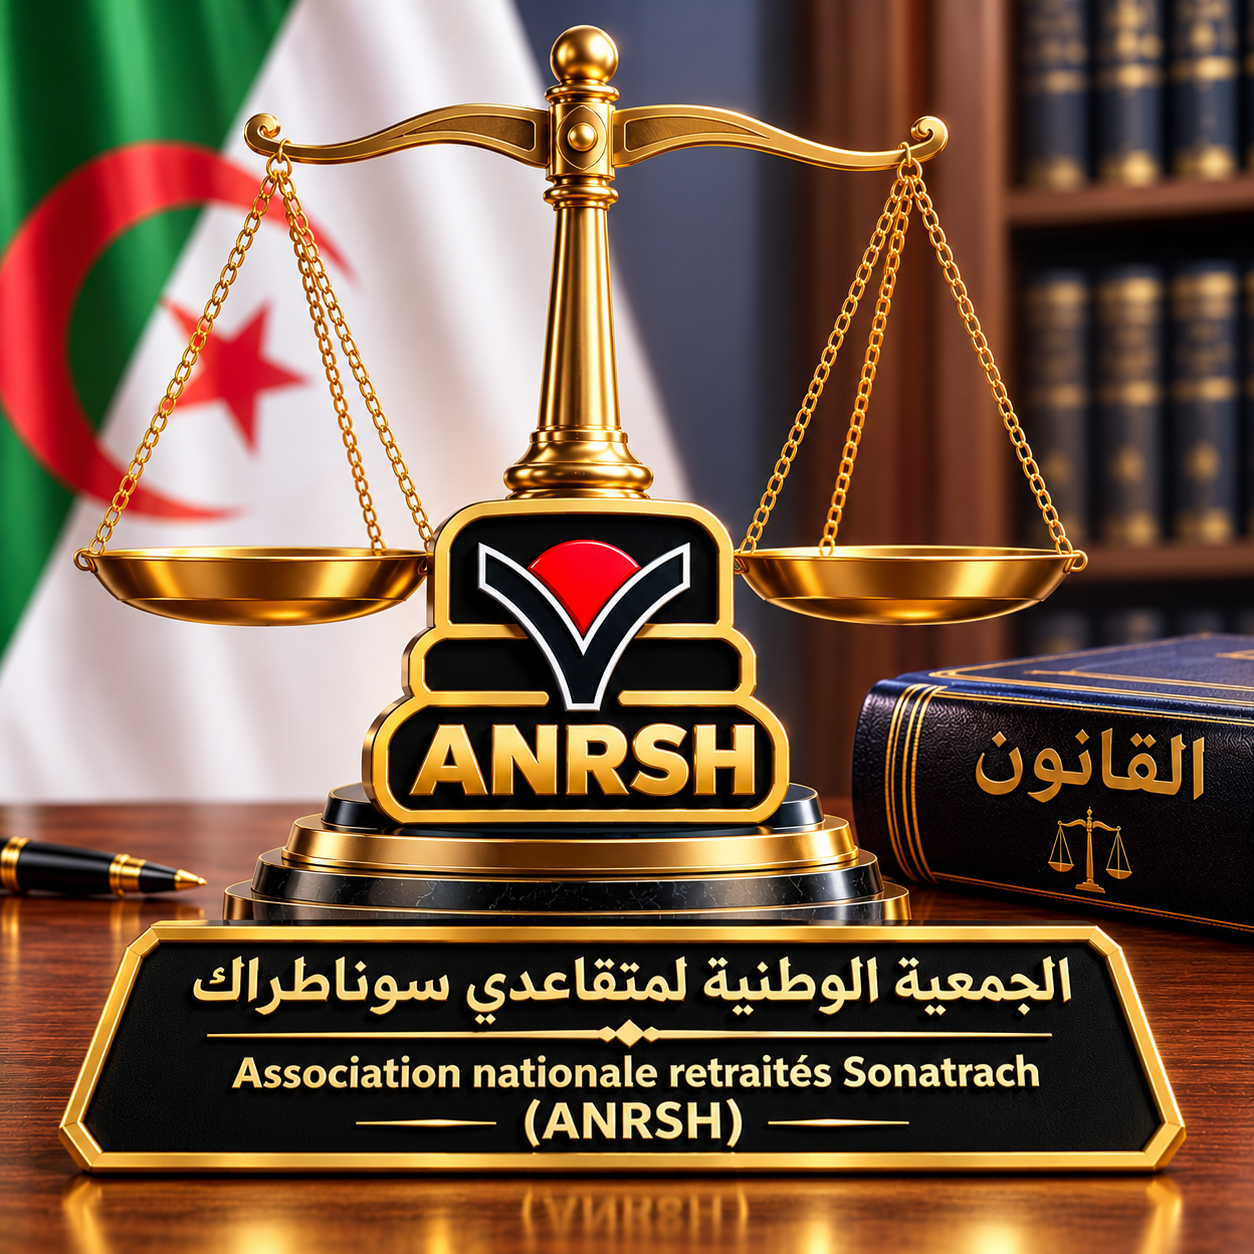 ANRSH
القانون
الجمعية الوطنية لمتقاعدي سوناطراك
Association nationale retraités Sonatrach
(ANRSH)